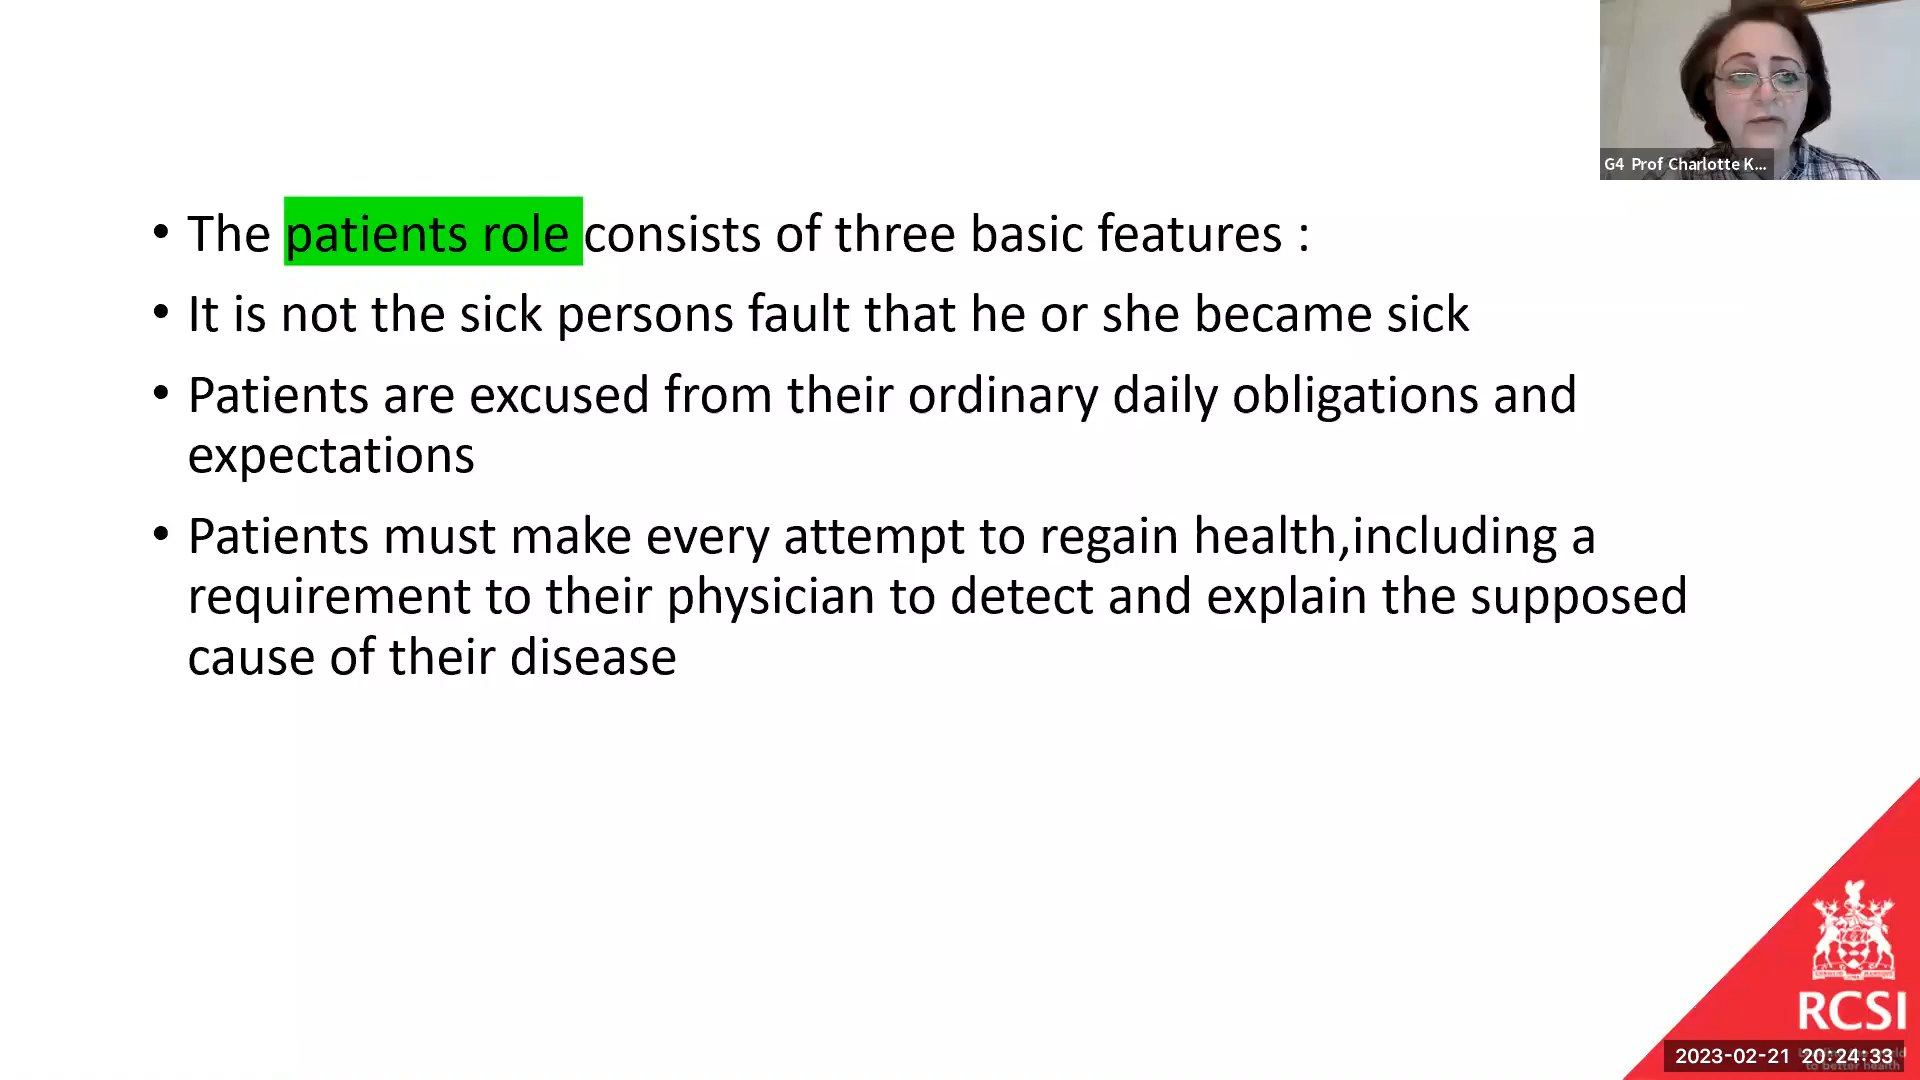 G4 Prof Charlotte K...
• The patients role consists of three basic features :
• It is not the sick persons fault that he or she became sick
• Patients are excused from their ordinary daily obligations and
expectations
• Patients must make every attempt to regain health,including a
requirement to their physician to detect and explain the supposed
cause of their disease
RCSI
2023-02-21 20:24:33
to better health